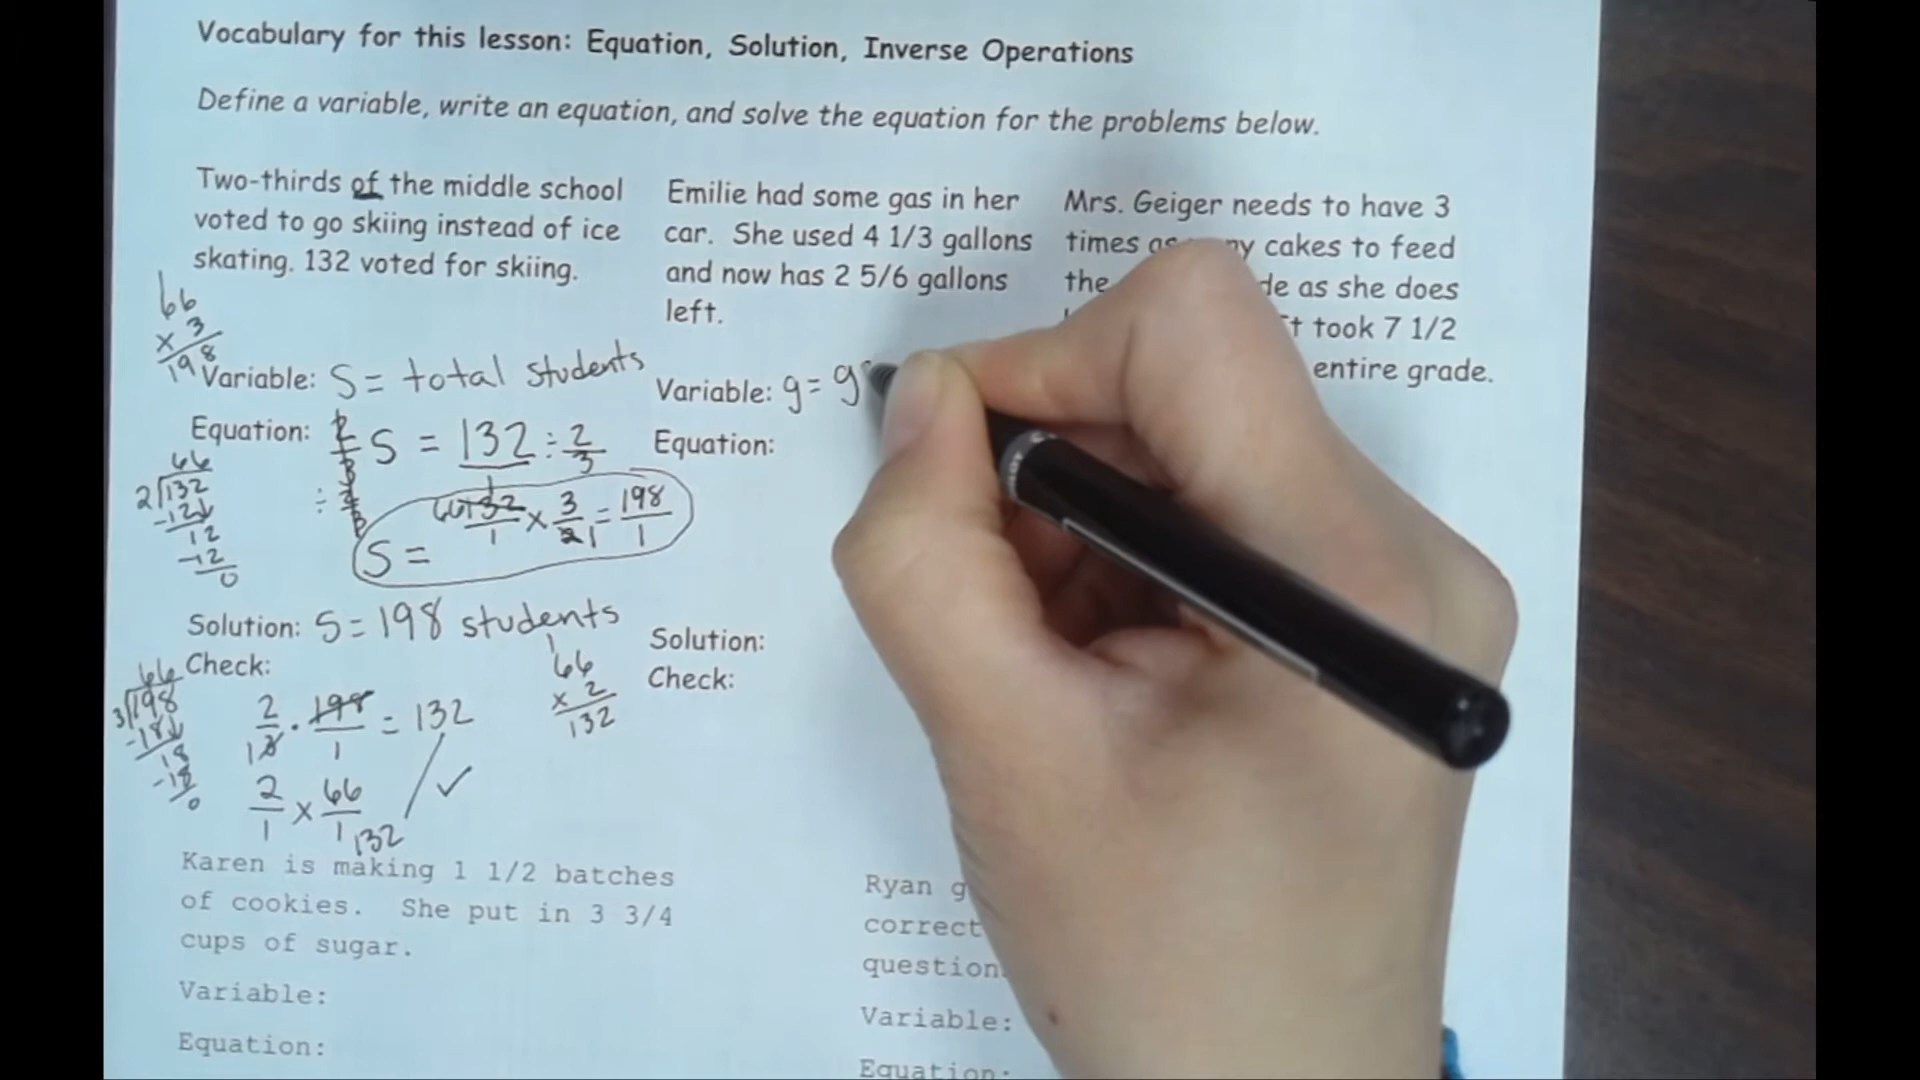 Vocabulary for this lesson: Equation, Solution, Inverse Operations
Define a variable, write an equation, and solve the equation for the problems below.
Two-thirds of the middle school
voted to go skiing instead of ice
skating. 132 voted for skiing.
66
x 3
198
Variable: S = total students
Equation: 2/3 S = 132 ÷ 2/3
÷ 2/3
66
2)132
-12↓
12
-12
0
S = 66 132/1 x 3/2 1 = 198/1
Solution: S = 198 students
Check:
66
3)198
-18↓
18
-18
0
2/3 1 · 198/1 = 132
2/1 x 66/1 132 ✓
1
66
x 2
132
Emilie had some gas in her
car. She used 4 1/3 gallons
and now has 2 5/6 gallons
left.
Variable: g = g
Equation:
Solution:
Check:
Mrs. Geiger needs to have 3
times cakes to feed
the as she does
took 7 1/2
entire grade.
Karen is making 1 1/2 batches
of cookies. She put in 3 3/4
cups of sugar.
Variable:
Equation:
Ryan
correct
question
Variable:
Equation: